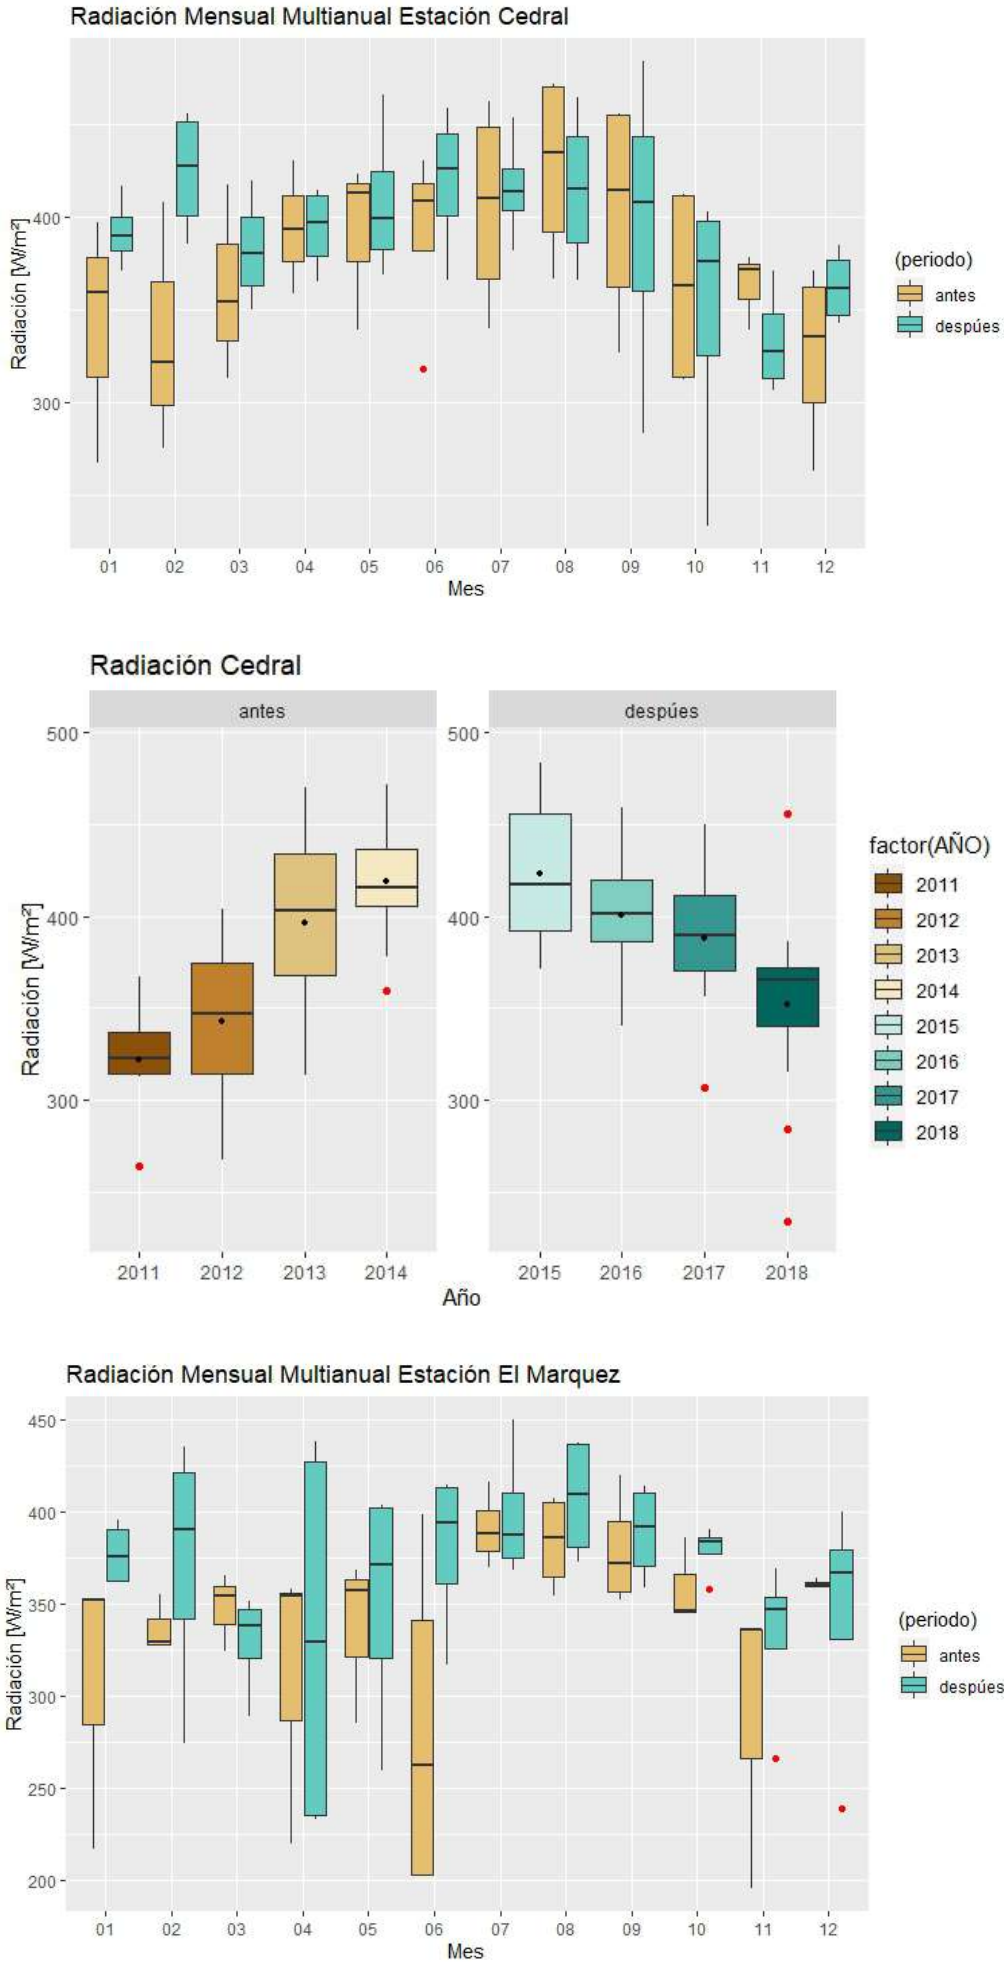 Radiación Mensual Multianual Estación Cedral
Radiación [W/m²]
400
300
01 02 03 04 05 06 07 08 09 10 11 12
Mes
(periodo)
antes
despúes
Radiación Cedral
antes
despúes
Radiación [W/m²]
500
400
300
500
400
300
2011 2012 2013 2014
2015 2016 2017 2018
Año
factor(AÑO)
2011
2012
2013
2014
2015
2016
2017
2018
Radiación Mensual Multianual Estación El Marquez
Radiación [W/m²]
450
400
350
300
250
200
01 02 03 04 05 06 07 08 09 10 11 12
Mes
(periodo)
antes
despúes